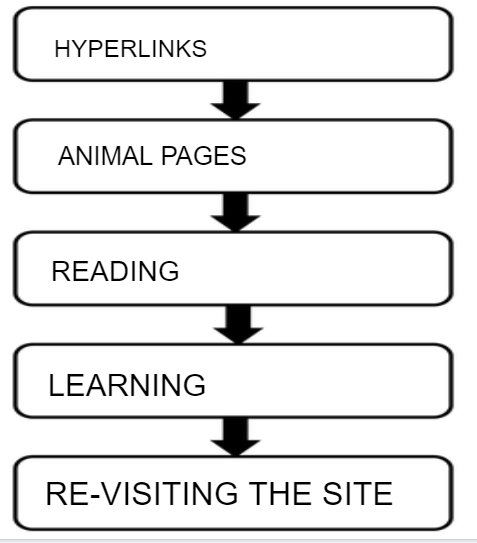 HYPERLINKS
ANIMAL PAGES
READING
LEARNING
RE-VISITING THE SITE